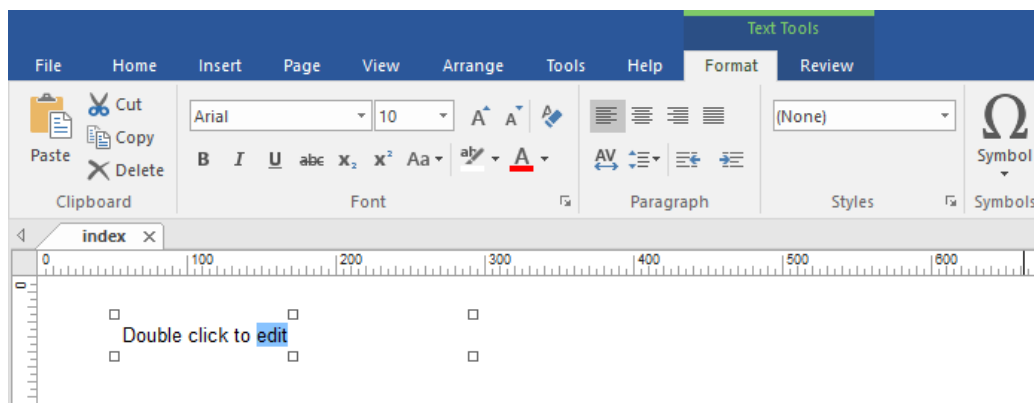 Text Tools
File Home Insert Page View Arrange Tools Help Format Review
Cut
Copy
Paste
Delete
Arial 10 A A
B I U abc X₂ X² Aa aby A
AV
(None)
Ω
Symbol
Clipboard Font Paragraph Styles Symbols
index
0 100 200 300 400 500 600
0
Double click to edit